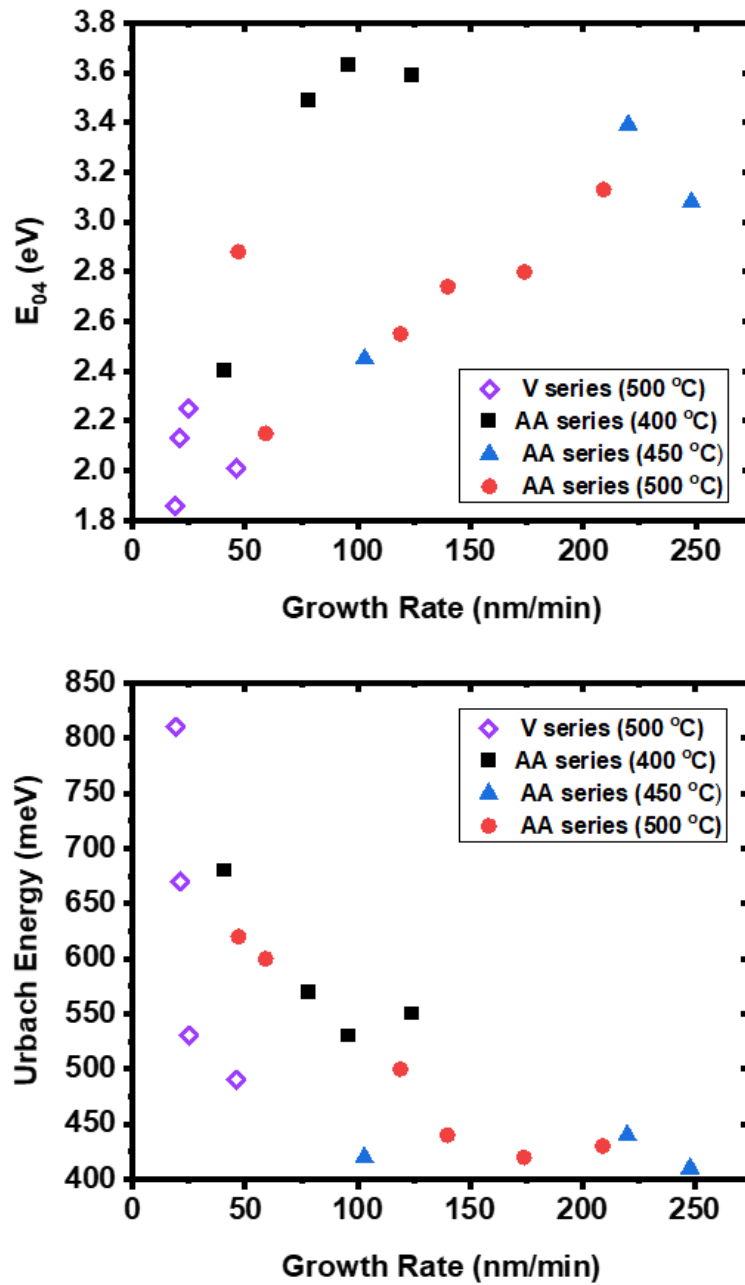 3.8
3.6
3.4
3.2
3.0
2.8
2.6
2.4
2.2
2.0
1.8
E04 (eV)
V series (500 °C)
AA series (400 °C)
AA series (450 °C)
AA series (500 °C)
0 50 100 150 200 250
Growth Rate (nm/min)
850
800
750
700
650
600
550
500
450
400
Urbach Energy (meV)
V series (500 °C)
AA series (400 °C)
AA series (450 °C)
AA series (500 °C)
0 50 100 150 200 250
Growth Rate (nm/min)